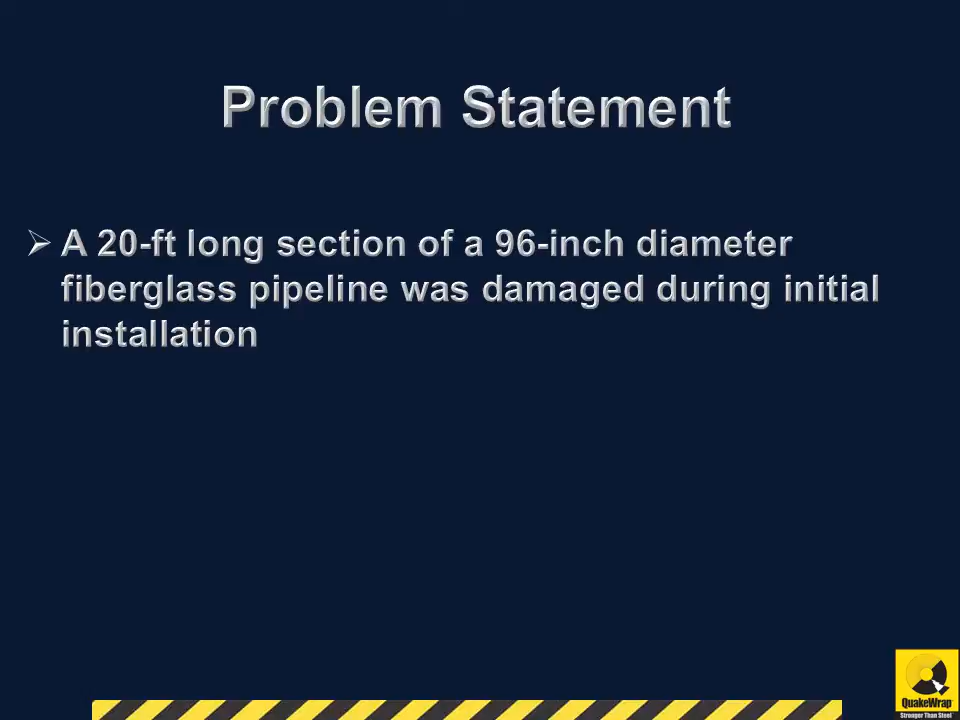 Problem Statement
➢ A 20-ft long section of a 96-inch diameter
fiberglass pipeline was damaged during initial
installation
QuakeWrap
Stronger Than Steel